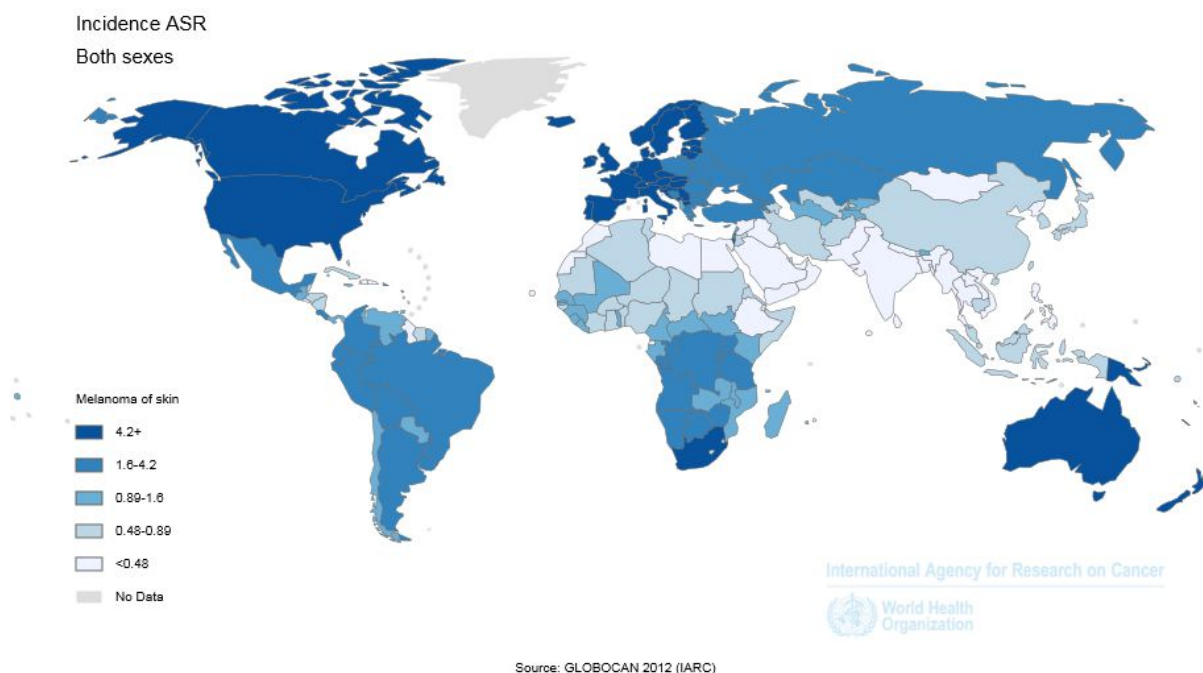 Incidence ASR
Both sexes
Melanoma of skin
4.2+
1.6-4.2
0.89-1.6
0.48-0.89
<0.48
No Data
International Agency for Research on Cancer
World Health
Organization
Source: GLOBOCAN 2012 (IARC)